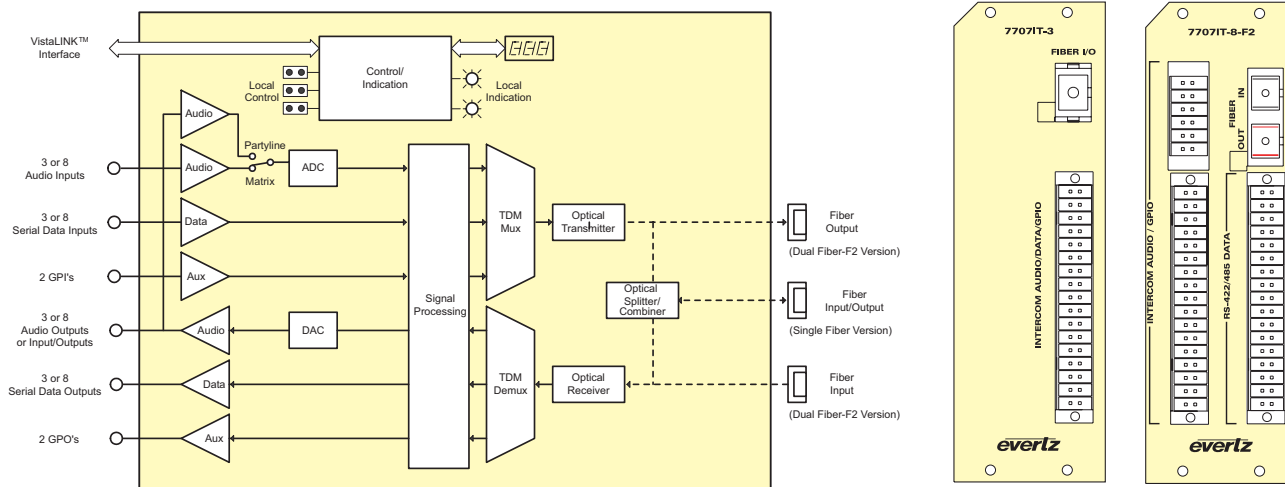 VistaLINK™
Interface
Local
Control
Control/
Indication
888
Local
Indication
Audio
Partyline
Matrix
3 or 8
Audio Inputs
Audio
ADC
3 or 8
Serial Data Inputs
Data
2 GPI's
Aux
Signal
Processing
TDM
Mux
Optical
Transmitter
Fiber
Output
(Dual Fiber-F2 Version)
Optical
Splitter/
Combiner
Fiber
Input/Output
(Single Fiber Version)
3 or 8
Audio Outputs
or Input/Outputs
Audio
DAC
TDM
Demux
Optical
Receiver
Fiber
Input
(Dual Fiber-F2 Version)
3 or 8
Serial Data Outputs
Data
2 GPO's
Aux
7707IT-3
FIBER I/O
INTERCOM AUDIO/DATA/GPIO
everlz
7707IT-8-F2
FIBER
IN
OUT
INTERCOM AUDIO / GPIO
RS-422/485 DATA
everlz